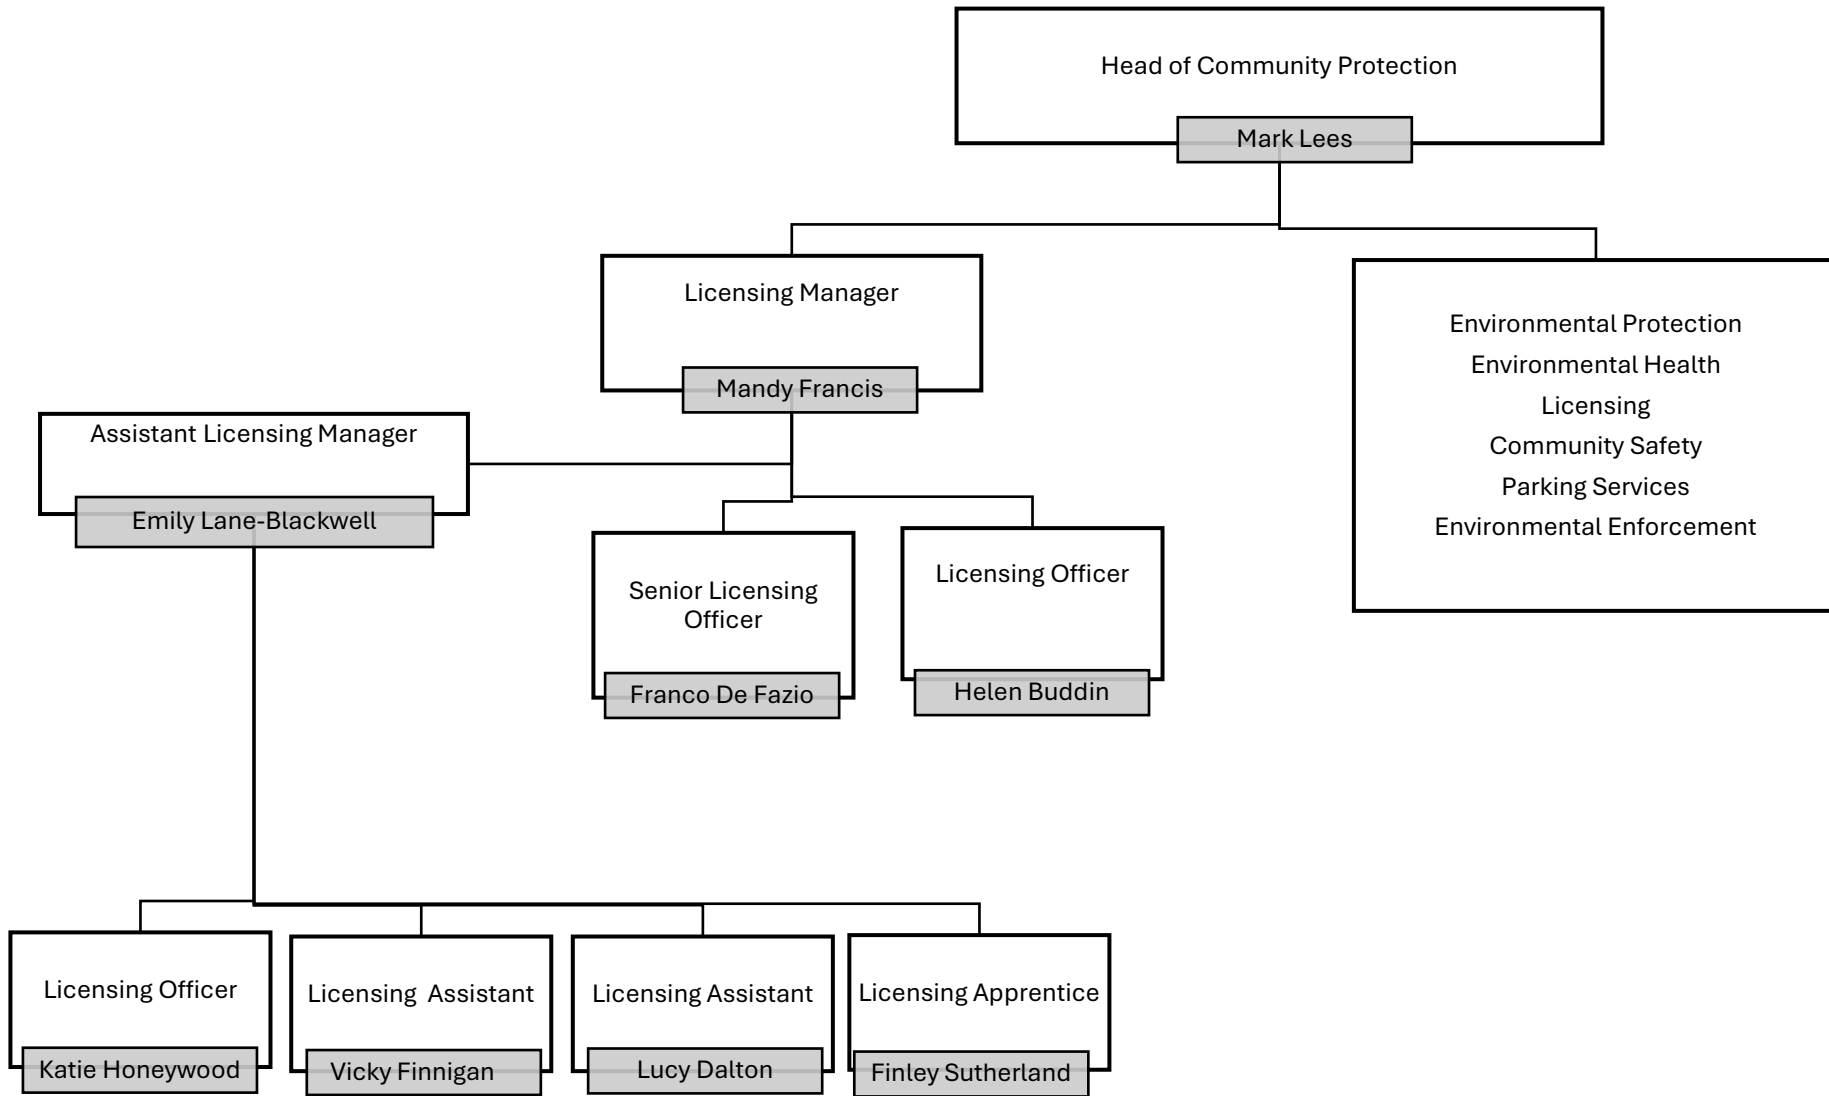 Head of Community Protection
Mark Lees
Licensing Manager
Mandy Francis
Environmental Protection
Environmental Health
Licensing
Community Safety
Parking Services
Environmental Enforcement
Assistant Licensing Manager
Emily Lane-Blackwell
Senior Licensing
Officer
Franco De Fazio
Licensing Officer
Helen Buddin
Licensing Officer
Katie Honeywood
Licensing  Assistant
Vicky Finnigan
Licensing Assistant
Lucy Dalton
Licensing Apprentice
Finley Sutherland